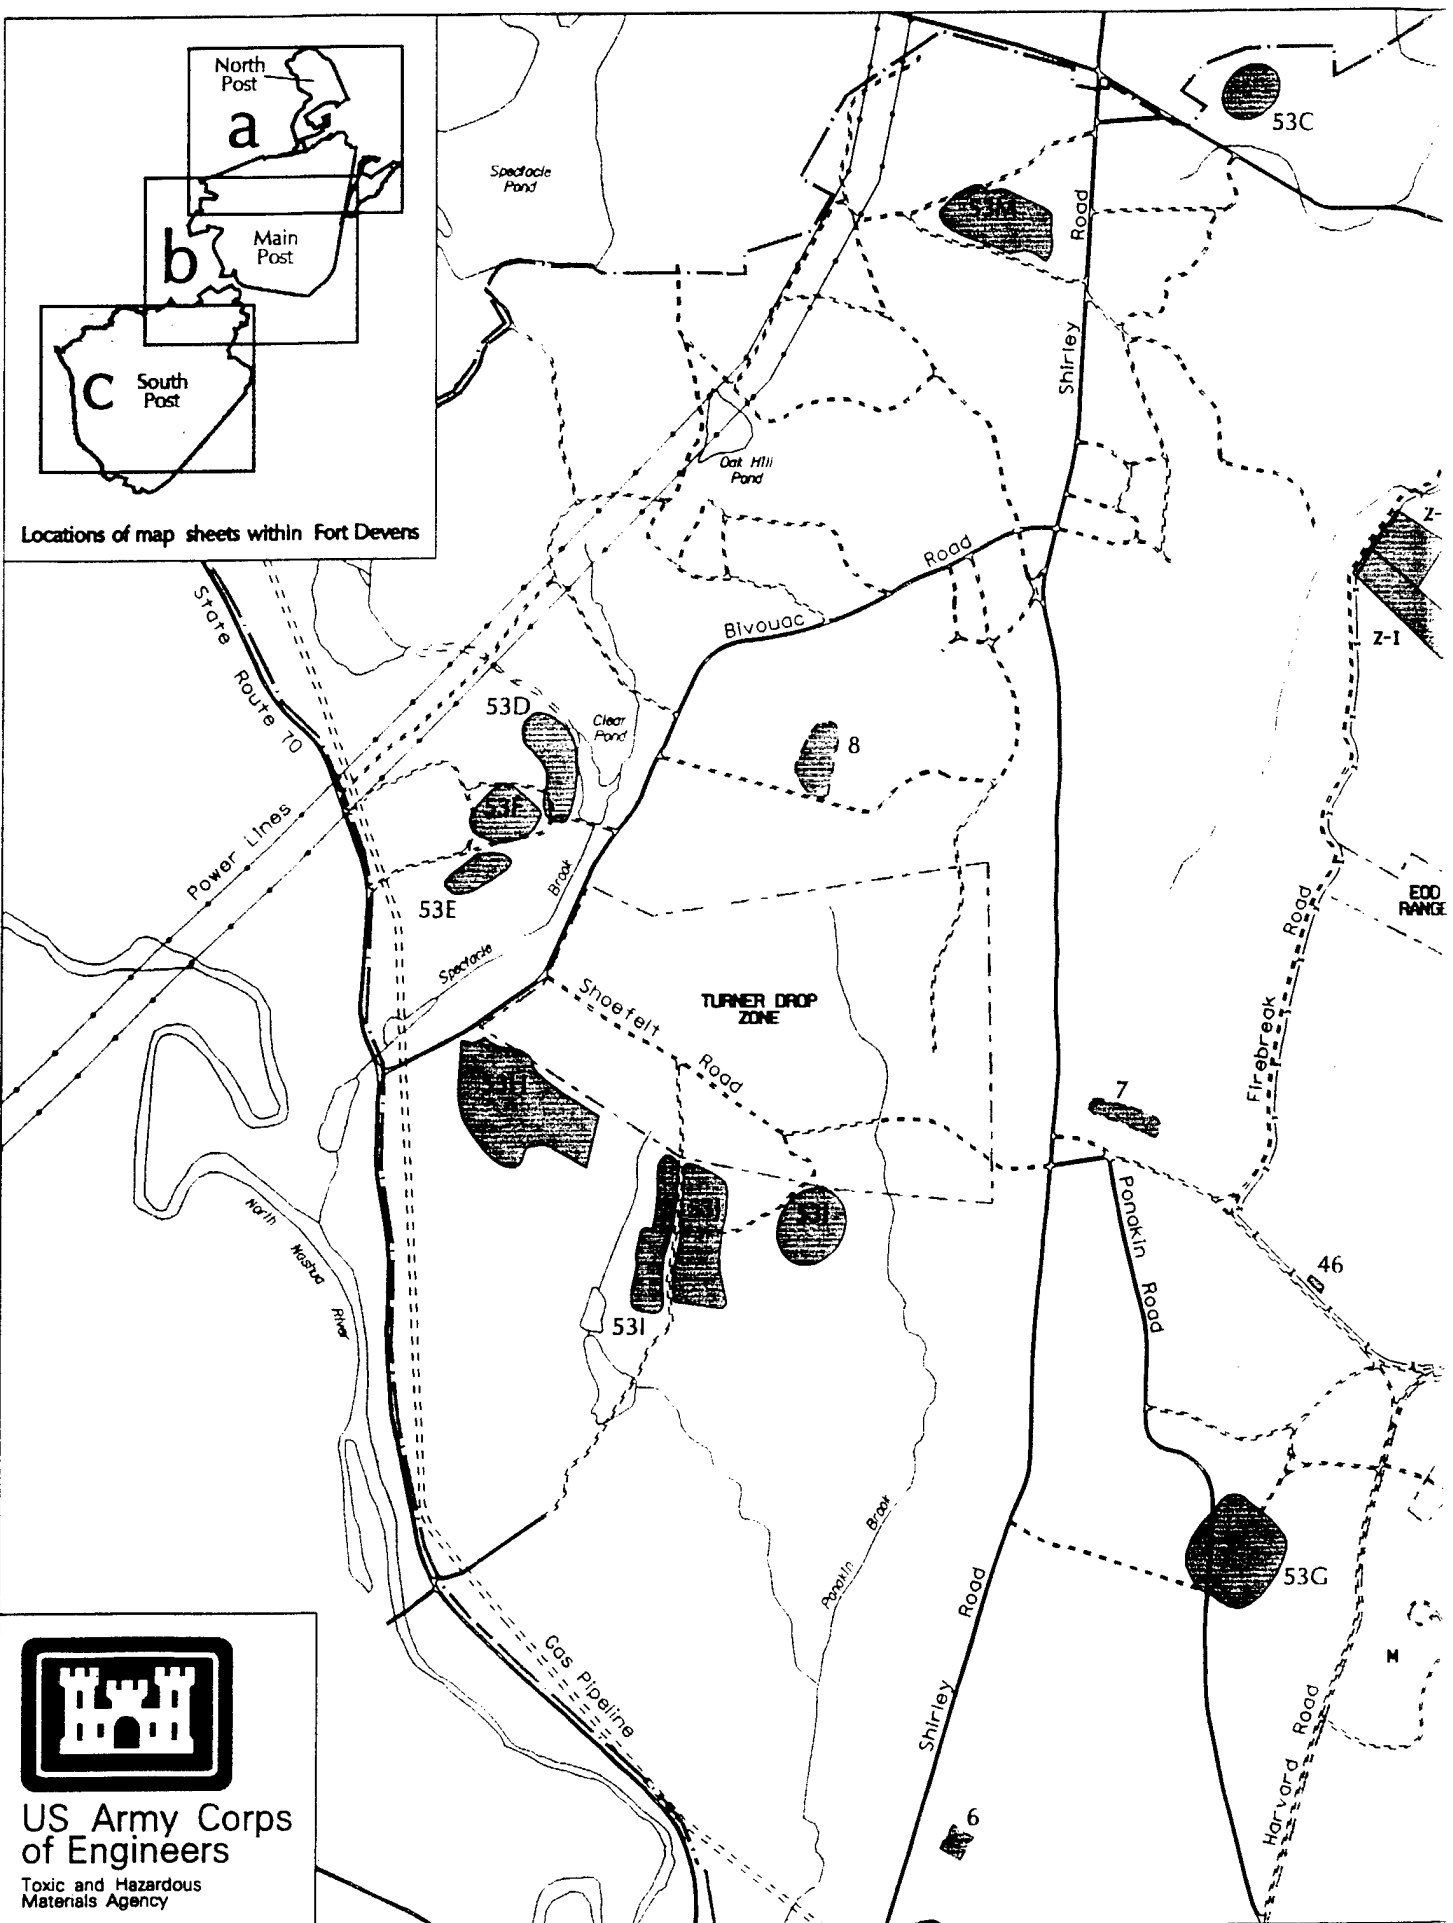 North
Post
a
b
Main
Post
C
South
Post
Locations of map sheets within Fort Devens
Spectacle
Pond
53C
53M
Road
Shirley
Oak Hill
Pond
Z-
Z-I
Road
Bivouac
State Route 70
53D
Clear
Pond
8
53F
Power Lines
53E
Brook
Spectacle
EOD
RANGE
Road
Firebreak
Shoefelt
Road
TURNER DROP
ZONE
7
Ponakin
Road
46
North
Nashua
River
53I
Brook
Ponakin
53G
Road
Shirley
M
Road
Harvard
Gas Pipeline
6
US Army Corps
of Engineers
Toxic and Hazardous
Materials Agency